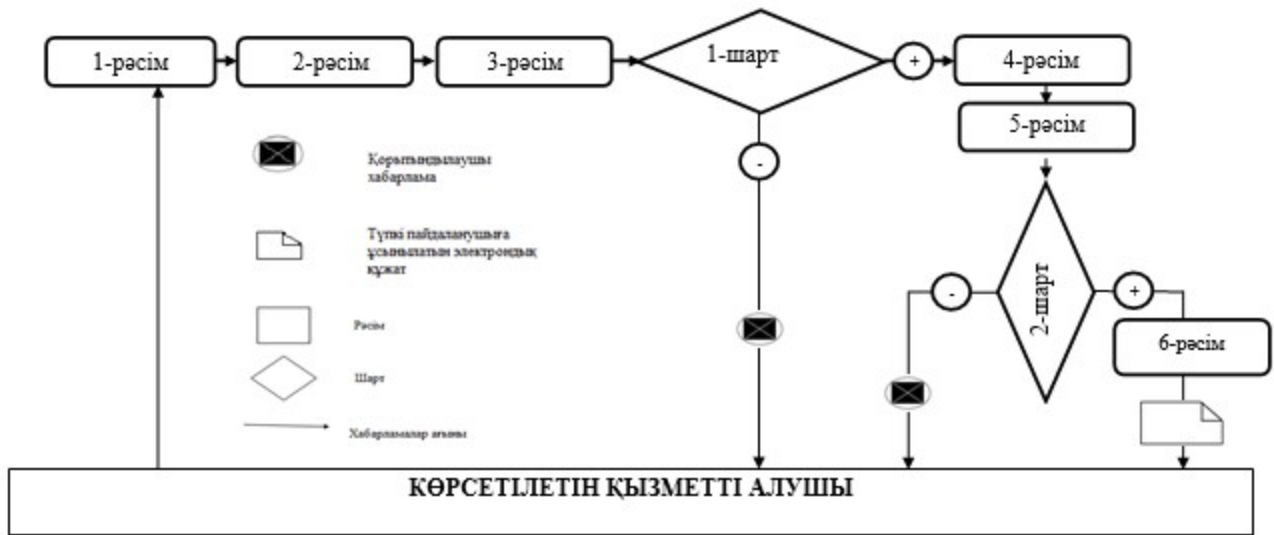 1-рәсім
2-рәсім
3-рәсім
1-шарт
+
4-рәсім
5-рәсім
-
Қорытындылаушы
хабарлама
Түпкі пайдаланушыға
ұсынылатын электрондық
құжат
Рәсім
Шарт
Хабарламалар ағыны
-
2-шарт
+
6-рәсім
КӨРСЕТІЛЕТІН ҚЫЗМЕТТІ АЛУШЫ